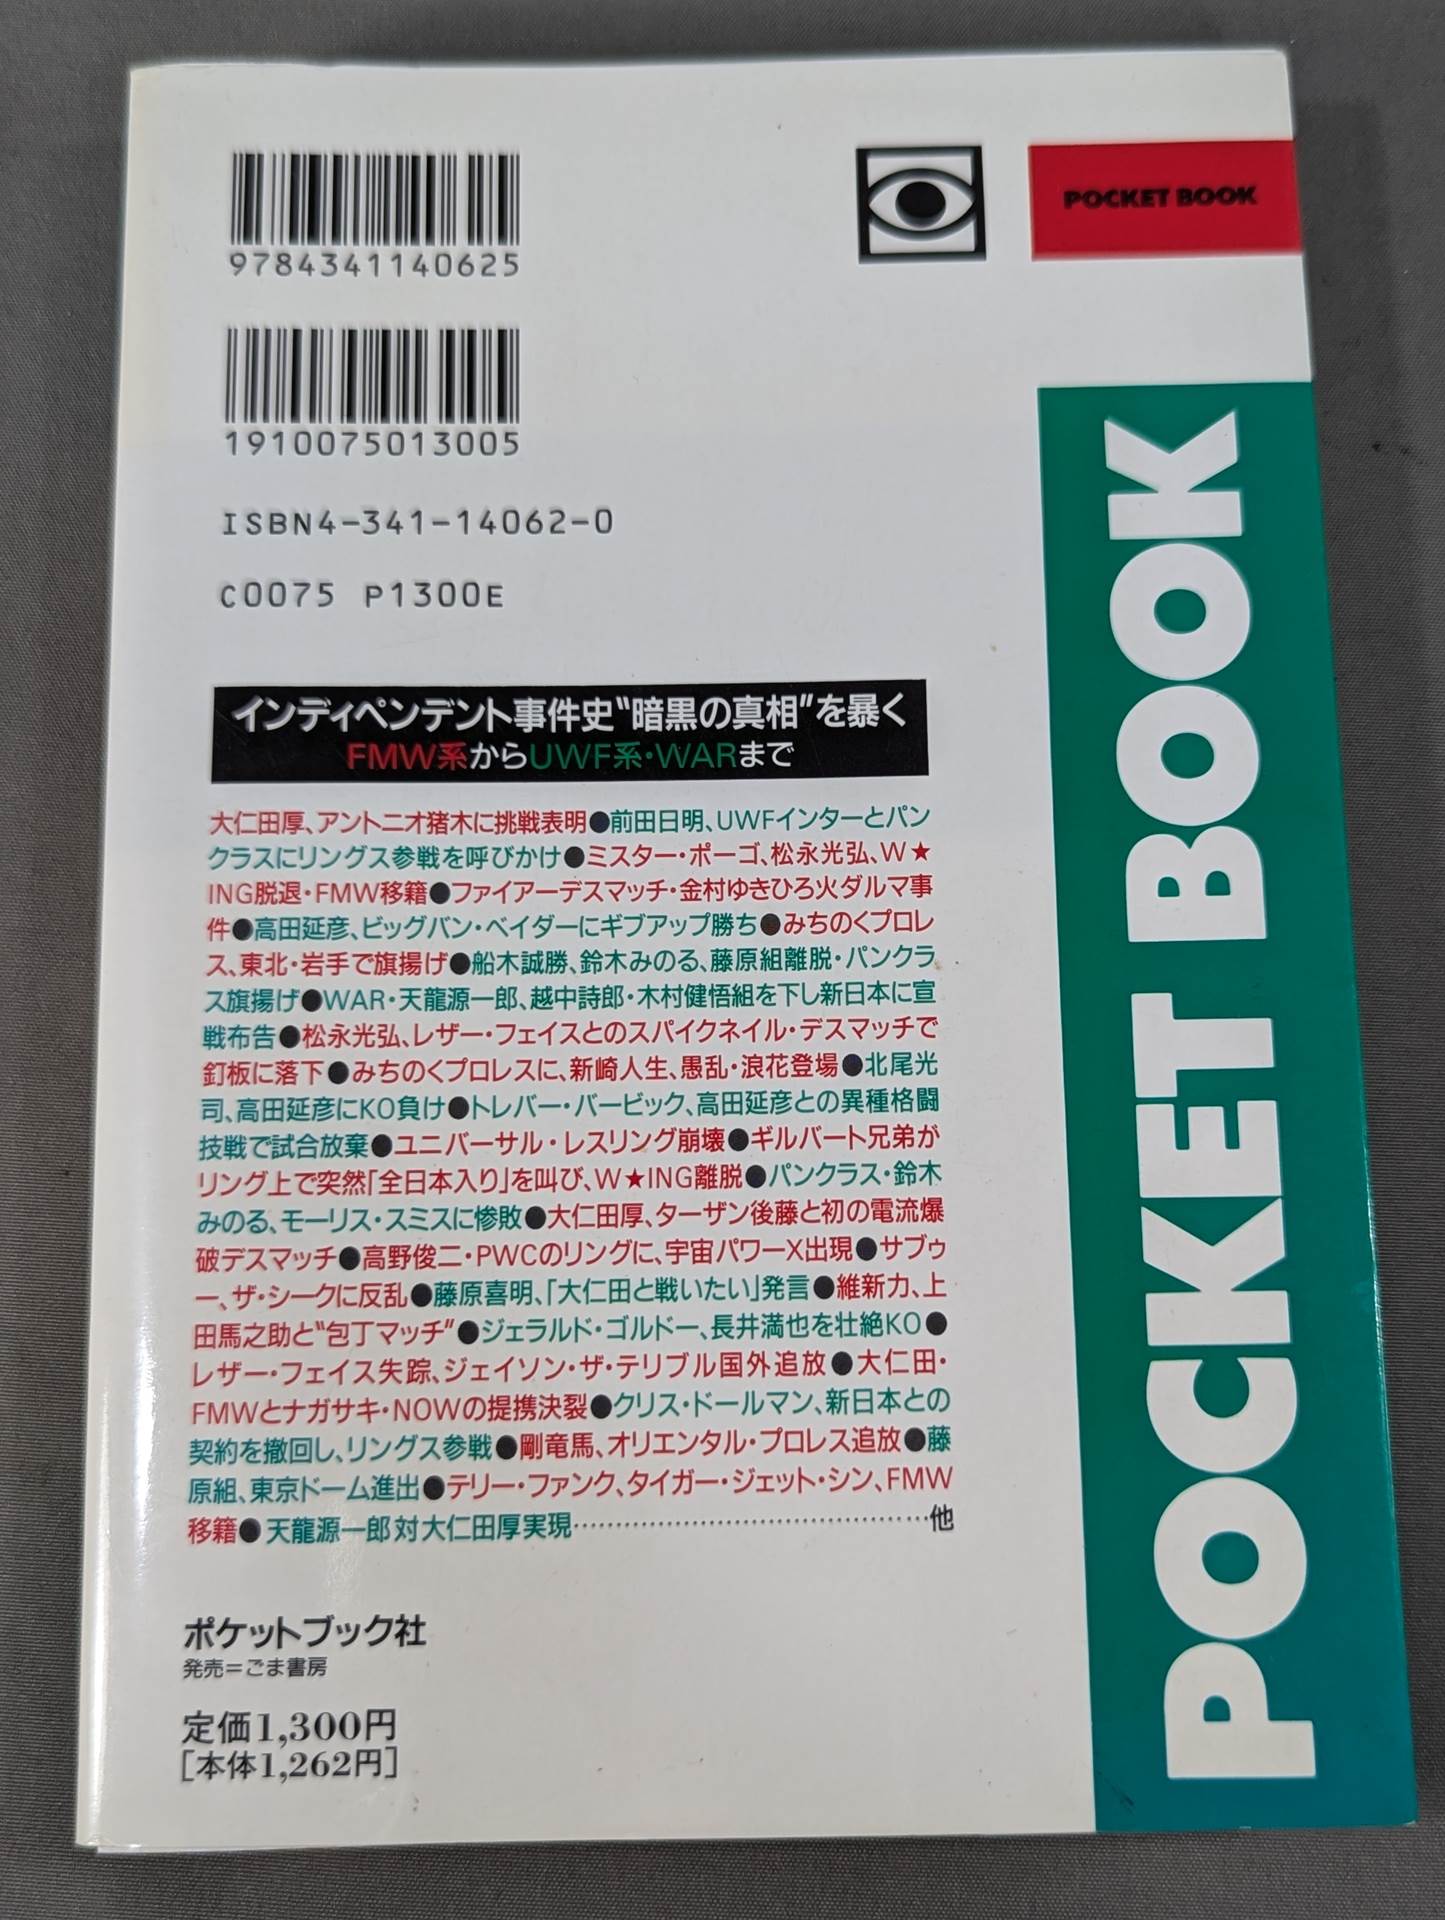 9784341140625
POCKET BOOK
1910075013005
ISBN4-341-14062-0
C0075 P1300E
POCKET BOOK
インディペンデント事件史“暗黒の真相”を暴く
FMW系からUWF系・WARまで
大仁田厚、アントニオ猪木に挑戦表明●前田日明、UWFインターとパン
クラスにリングス参戦を呼びかけ●ミスター・ポーゴ、松永光弘、W★
ING脱退・FMW移籍●ファイアーデスマッチ・金村ゆきひろ火ダルマ事
件●高田延彦、ビッグバン・ベイダーにギブアップ勝ち●みちのくプロレ
ス、東北・岩手で旗揚げ●船木誠勝、鈴木みのる、藤原組離脱・パンクラ
ス旗揚げ●WAR・天龍源一郎、越中詩郎・木村健悟組を下し新日本に宣
戦布告●松永光弘、レザー・フェイスとのスパイクネイル・デスマッチで
釘板に落下●みちのくプロレスに、新崎人生、愚乱・浪花登場●北尾光
司、高田延彦にKO負け●トレバー・バービック、高田延彦との異種格闘
技戦で試合放棄●ユニバーサル・レスリング崩壊●ギルバート兄弟が
リング上で突然「全日本入り」を叫び、W★ING離脱●パンクラス・鈴木
みのる、モーリス・スミスに惨敗●大仁田厚、ターザン後藤と初の電流爆
破デスマッチ●高野俊二・PWCのリングに、宇宙パワーX出現●サブゥ
ー、ザ・シークに反乱●藤原喜明、「大仁田と戦いたい」発言●維新力、上
田馬之助と“包丁マッチ”●ジェラルド・ゴルドー、長井満也を壮絶KO●
レザー・フェイス失踪、ジェイソン・ザ・テリブル国外追放●大仁田・
FMWとナガサキ・NOWの提携決裂●クリス・ドールマン、新日本との
契約を撤回し、リングス参戦●剛竜馬、オリエンタル・プロレス追放●藤
原組、東京ドーム進出●テリー・ファンク、タイガー・ジェット・シン、FMW
移籍●天龍源一郎対大仁田厚実現……………………………………他
ポケットブック社
発売＝ごま書房
定価1,300円
[本体1,262円]